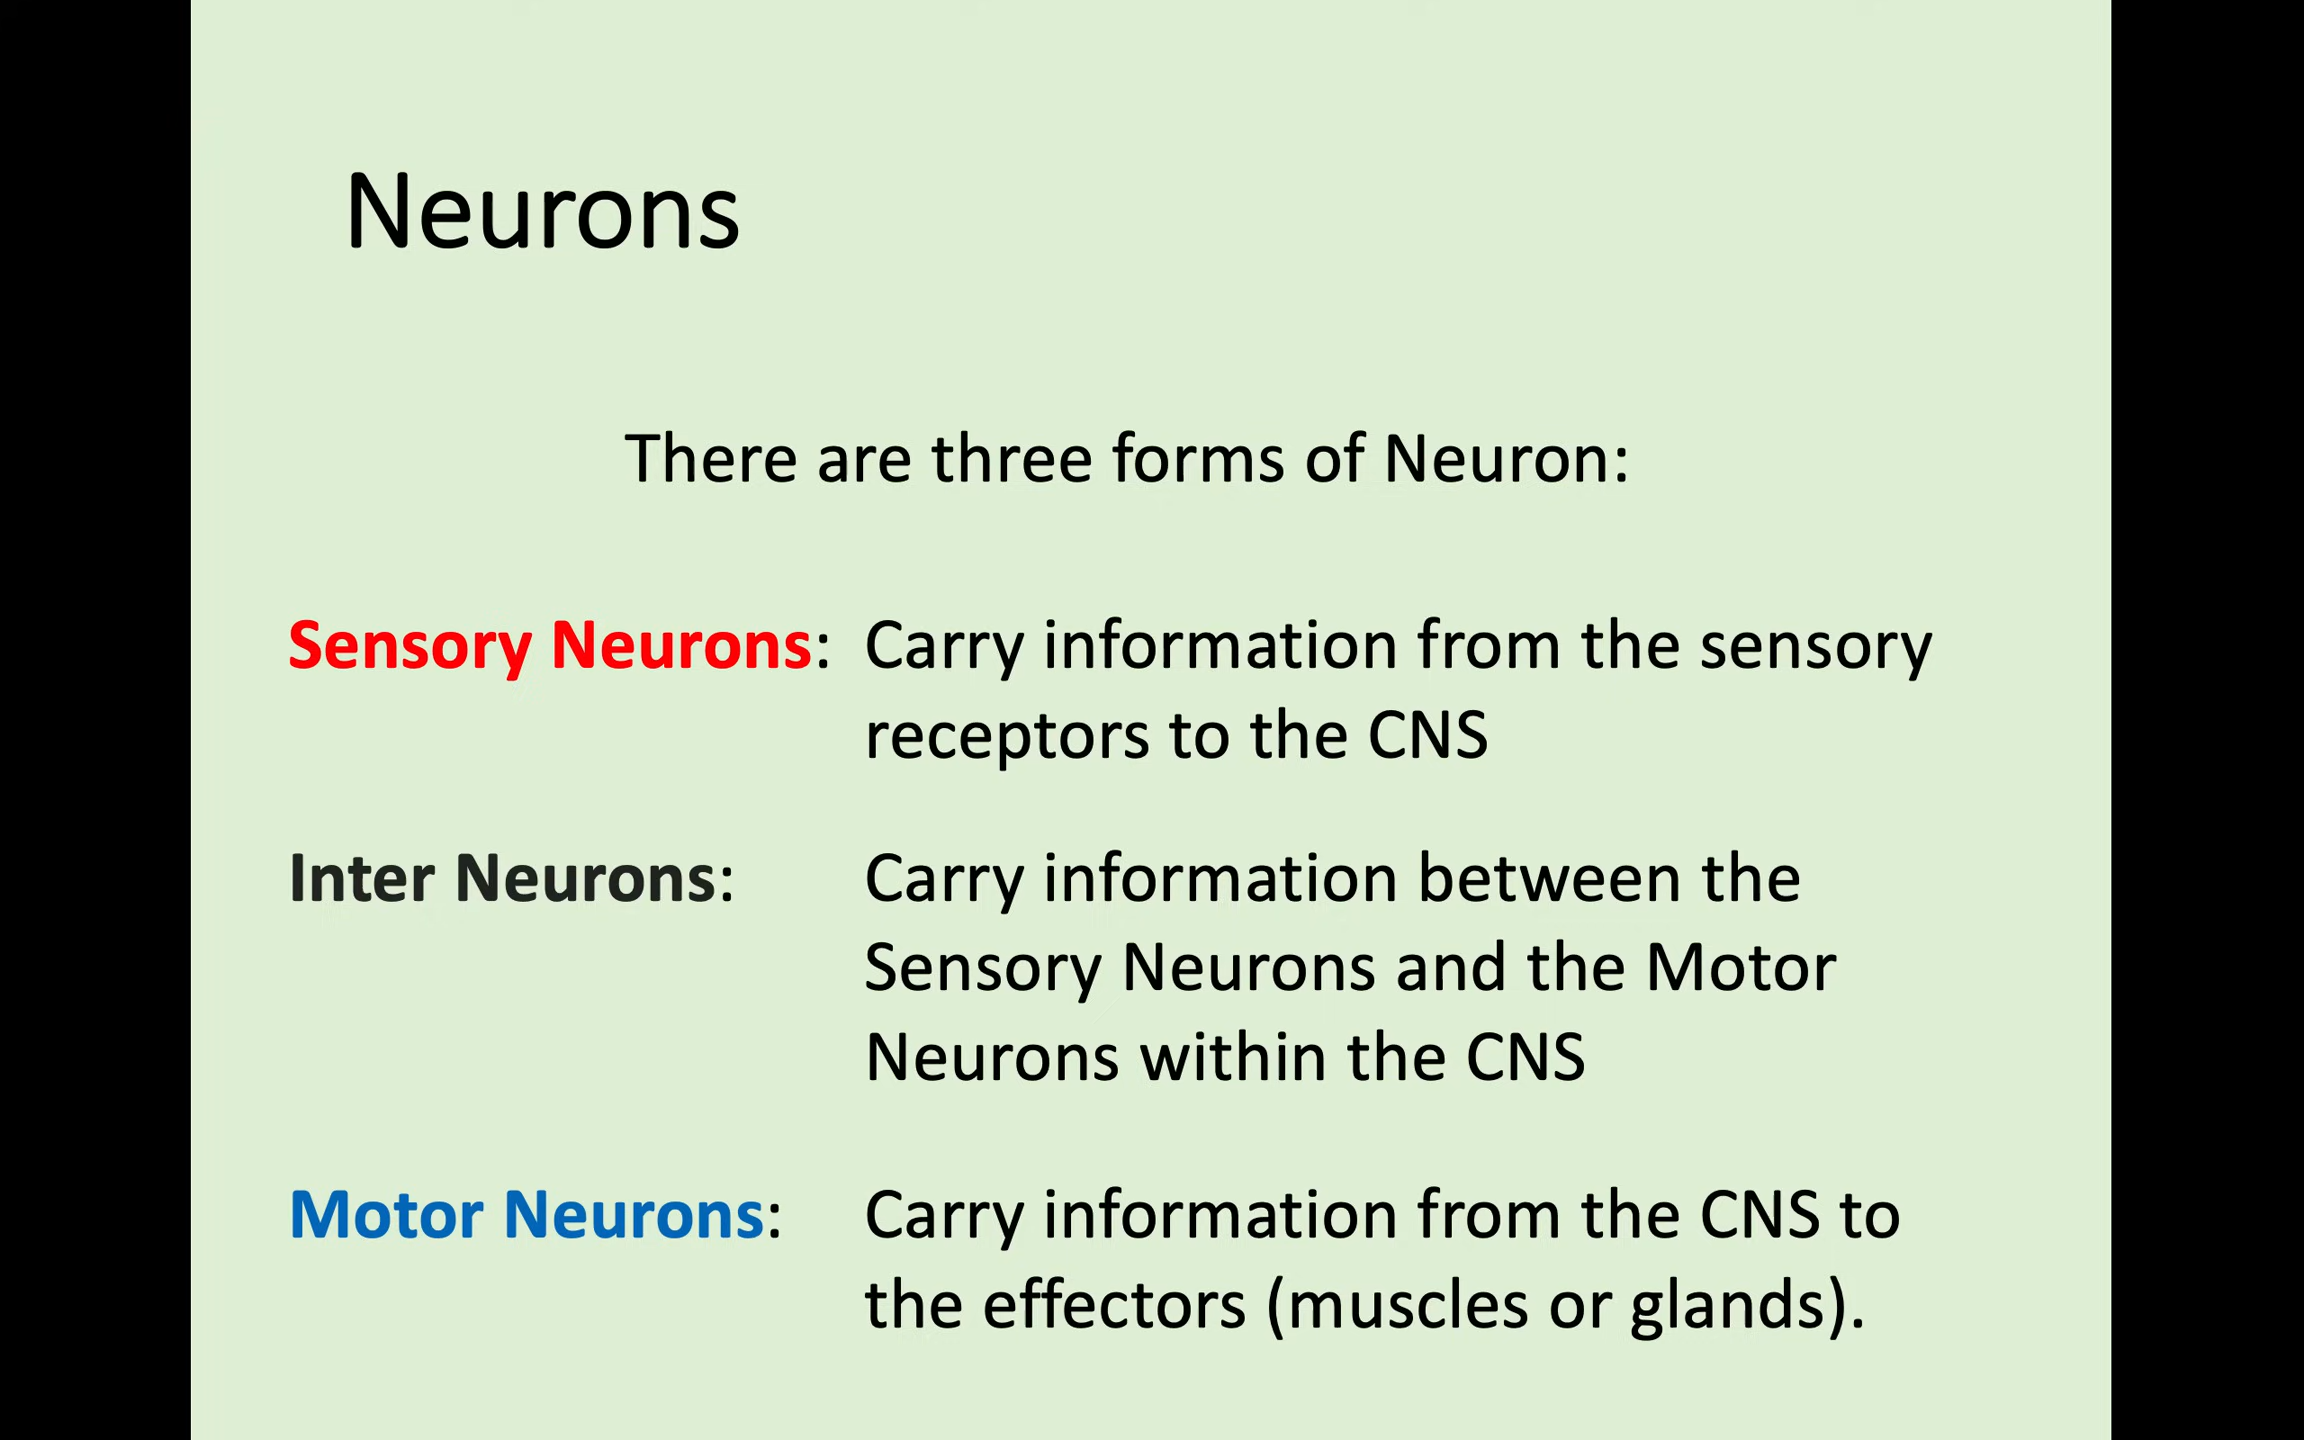 Neurons
There are three forms of Neuron:
Sensory Neurons: Carry information from the sensory
receptors to the CNS
Inter Neurons: Carry information between the
Sensory Neurons and the Motor
Neurons within the CNS
Motor Neurons: Carry information from the CNS to
the effectors (muscles or glands).